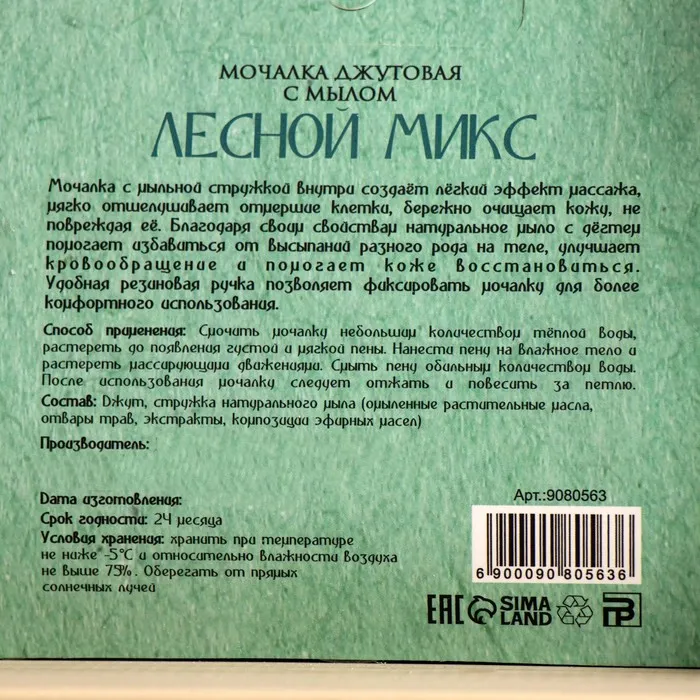 МОЧАЛКА ДЖУТОВАЯ
С МЫЛОМ
ЛЕСНОЙ МИКС
Мочалка с мыльной стружкой внутри создаёт лёгкий эффект массажа,
мягко отшелушивает отмершие клетки, бережно очищает кожу, не
повреждая её. Благодаря своим свойствам натуральное мыло с дёгтем
помогает избавиться от высыпаний разного рода на теле, улучшает
кровообращение и помогает коже восстановиться.
Удобная резиновая ручка позволяет фиксировать мочалку для более
комфортного использования.
Способ применения: Смочить мочалку небольшим количеством тёплой воды,
растереть до появления густой и мягкой пены. Нанести пену на влажное тело и
растереть массирующими движениями. Смыть пену обильным количеством воды.
После использования мочалку следует отжать и повесить за петлю.
Состав: Джут, стружка натурального мыла (омыленные растительные масла,
отвары трав, экстракты, композиции эфирных масел)
Производитель:
Дата изготовления:
Срок годности: 24 месяца
Условия хранения: хранить при температуре
не ниже -5°С и относительно влажности воздуха
не выше 75%. Оберегать от прямых
солнечных лучей
Арт.:9080563
6 900090 805636
ЕАС SIMA LAND РБ